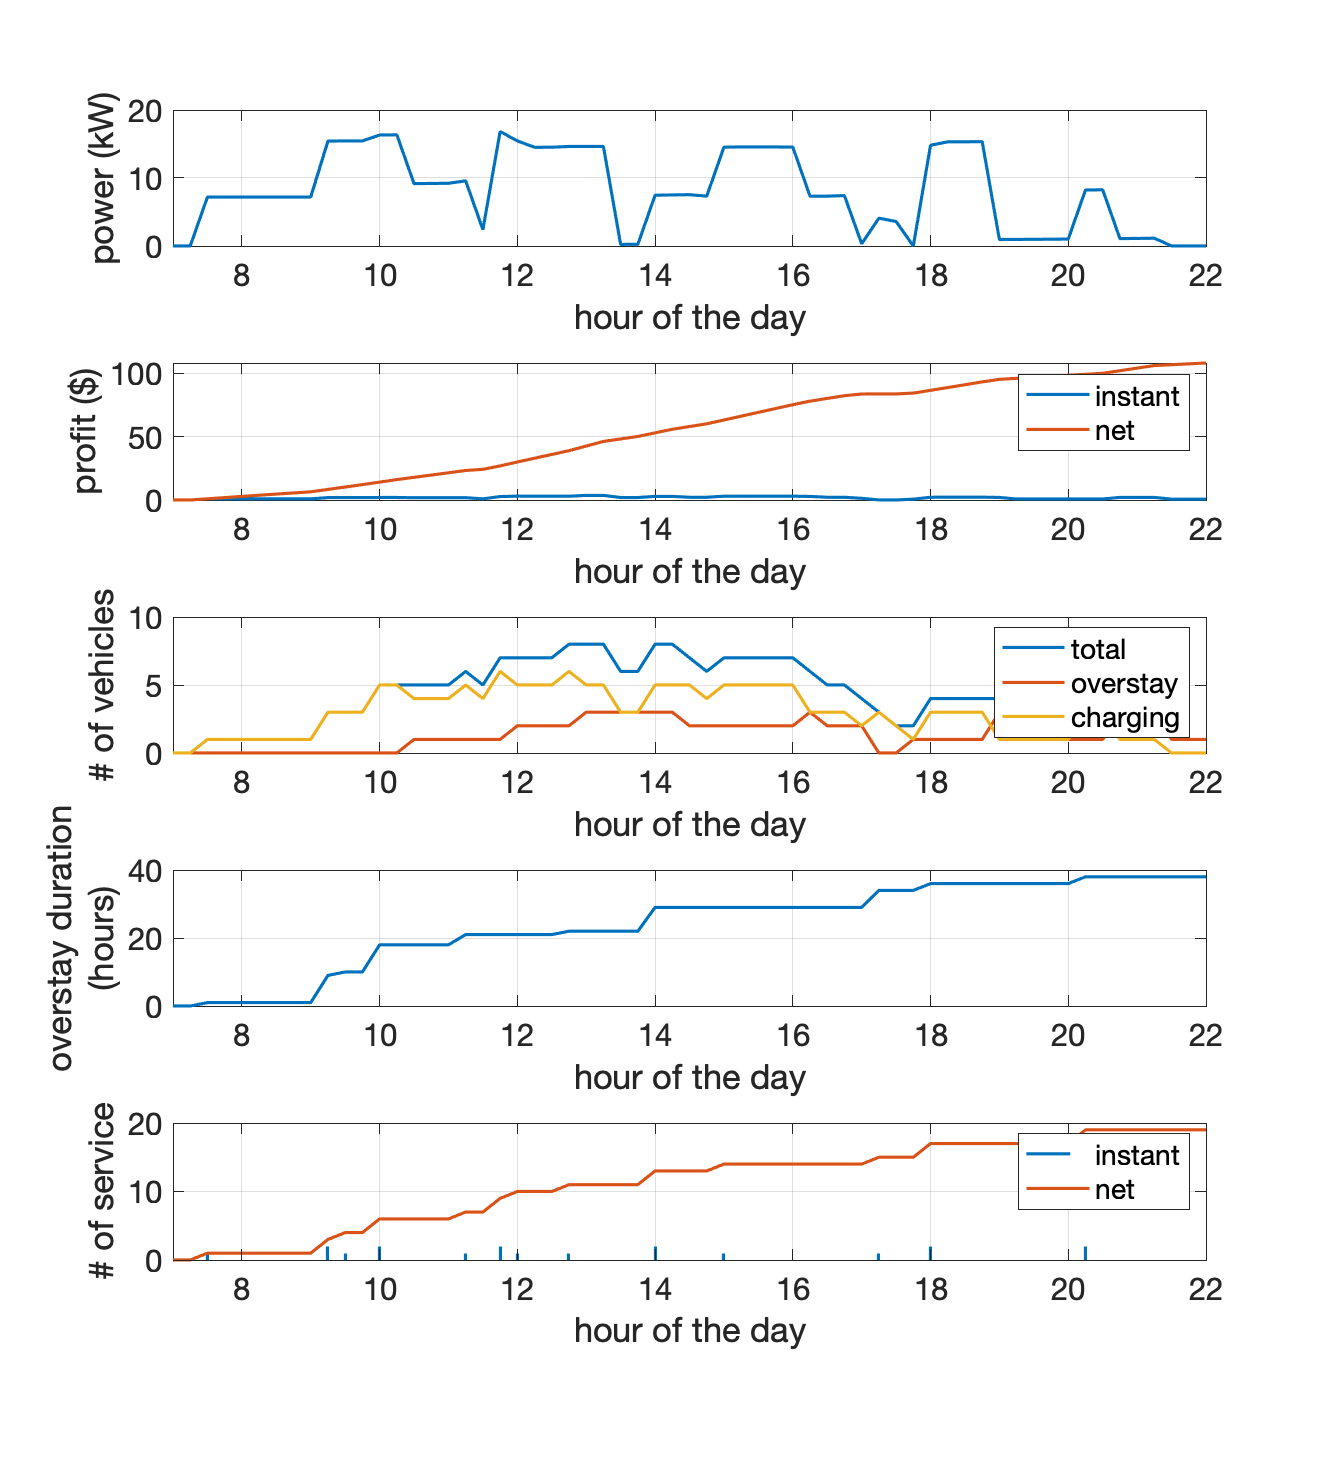 power (kW)
20
10
0
8 10 12 14 16 18 20 22
hour of the day
profit ($)
100
50
0
instant
net
8 10 12 14 16 18 20 22
hour of the day
# of vehicles
10
5
0
total
overstay
charging
8 10 12 14 16 18 20 22
hour of the day
overstay duration
(hours)
40
20
0
8 10 12 14 16 18 20 22
hour of the day
# of service
20
10
0
instant
net
8 10 12 14 16 18 20 22
hour of the day